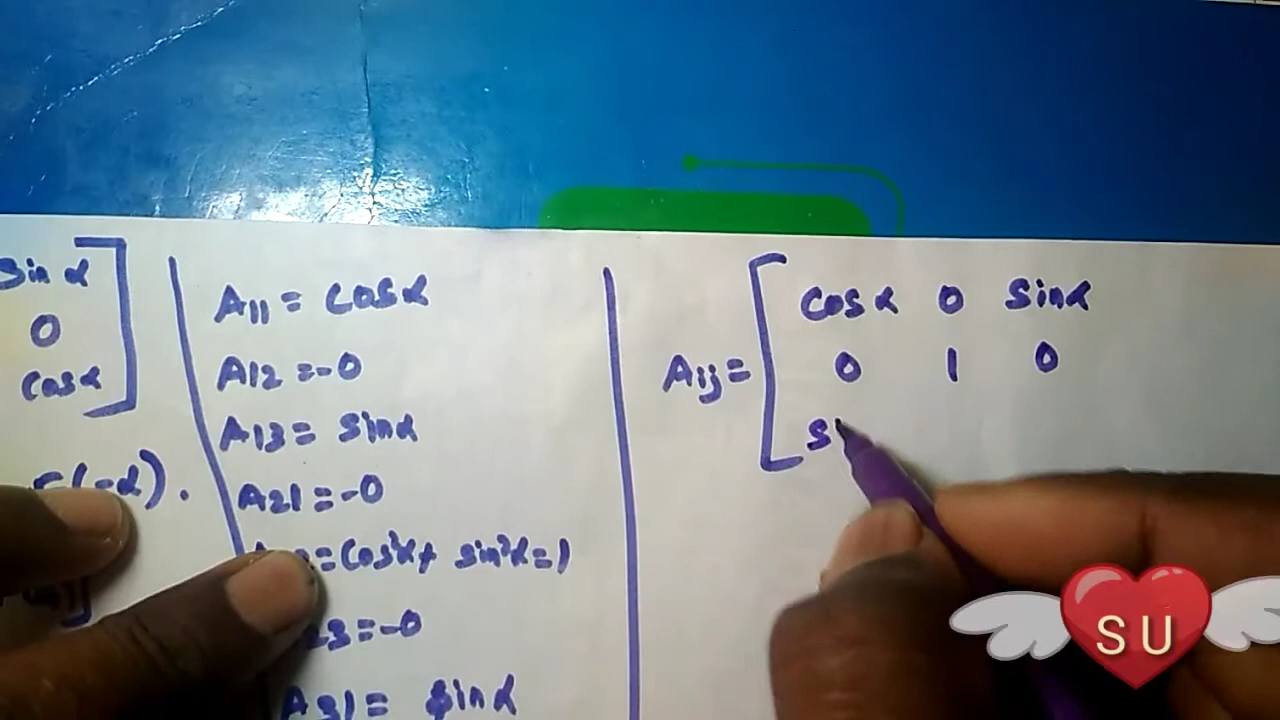 sin α
0
cos α
(-α).
A11 = cos α
A12 = -0
A13 = sin α
A21 = -0
= cos²α + sin²α = 1
23 = -0
A31 = sin α
Aij = [ cos α 0 sin α
0 1 0
S
SU